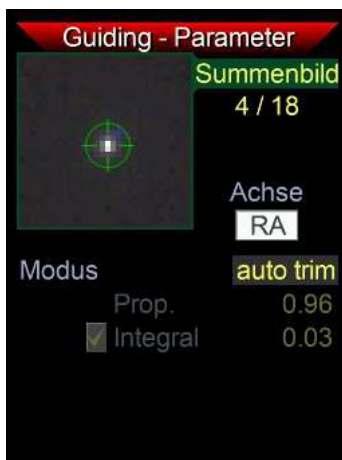 Guiding - Parameter
Summenbild
4 / 18
Achse
RA
Modus auto trim
Prop. 0.96
Integral 0.03